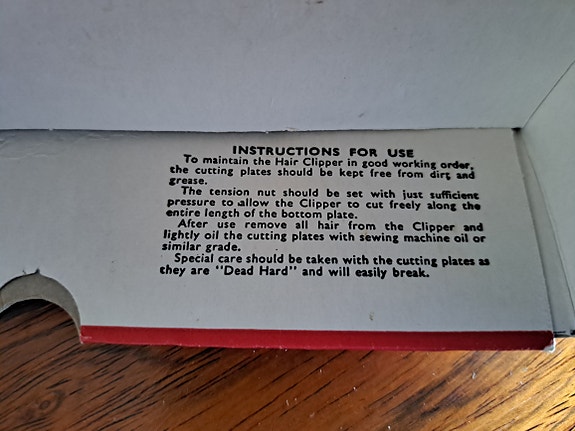 INSTRUCTIONS FOR USE
To maintain the Hair Clipper in good working order,
the cutting plates should be kept free from dirt and
grease.
The tension nut should be set with just sufficient
pressure to allow the Clipper to cut freely along the
entire length of the bottom plate.
After use remove all hair from the Clipper and
lightly oil the cutting plates with sewing machine oil or
similar grade.
Special care should be taken with the cutting plates as
they are "Dead Hard" and will easily break.